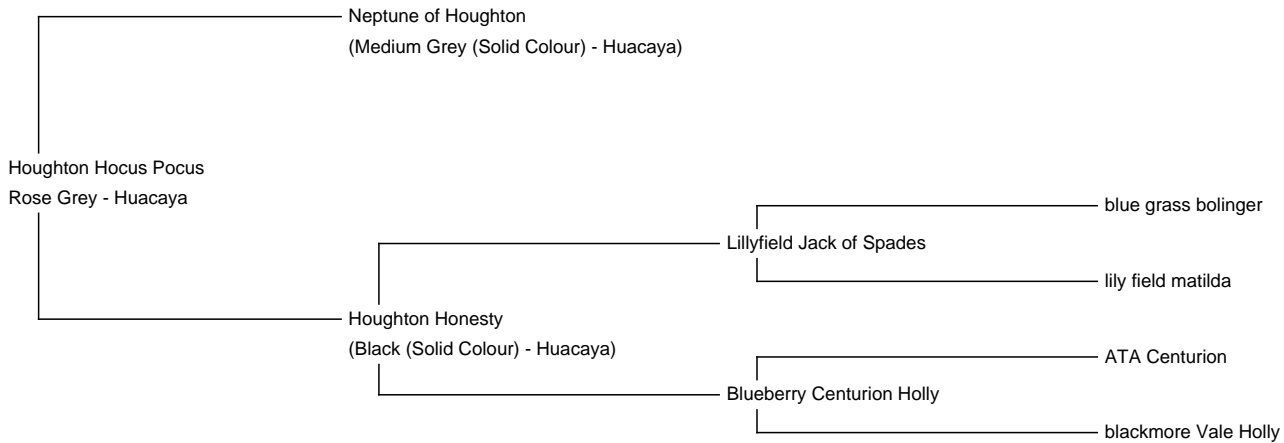 Neptune of Houghton
(Medium Grey (Solid Colour) - Huacaya)
Houghton Hocus Pocus
Rose Grey - Huacaya
blue grass bolinger
Lillyfield Jack of Spades
lily field matilda
Houghton Honesty
(Black (Solid Colour) - Huacaya)
ATA Centurion
Blueberry Centurion Holly
blackmore Vale Holly